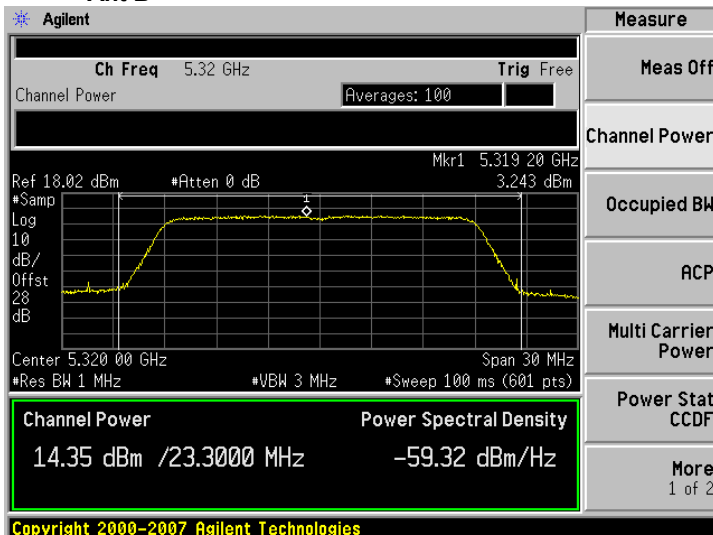 Agilent
Measure
Ch Freq 5.32 GHz Trig Free
Channel Power Averages: 100
Mkr1 5.319 20 GHz
Ref 18.02 dBm #Atten 0 dB 3.243 dBm
#Samp
Log
10
dB/
Offst
28
dB
1
Center 5.320 00 GHz Span 30 MHz
#Res BW 1 MHz #VBW 3 MHz #Sweep 100 ms (601 pts)
Channel Power Power Spectral Density
14.35 dBm /23.3000 MHz -59.32 dBm/Hz
Meas Off
Channel Power
Occupied BW
ACP
Multi Carrier
Power
Power Stat
CCDF
More
1 of 2
Copyright 2000-2007 Agilent Technologies